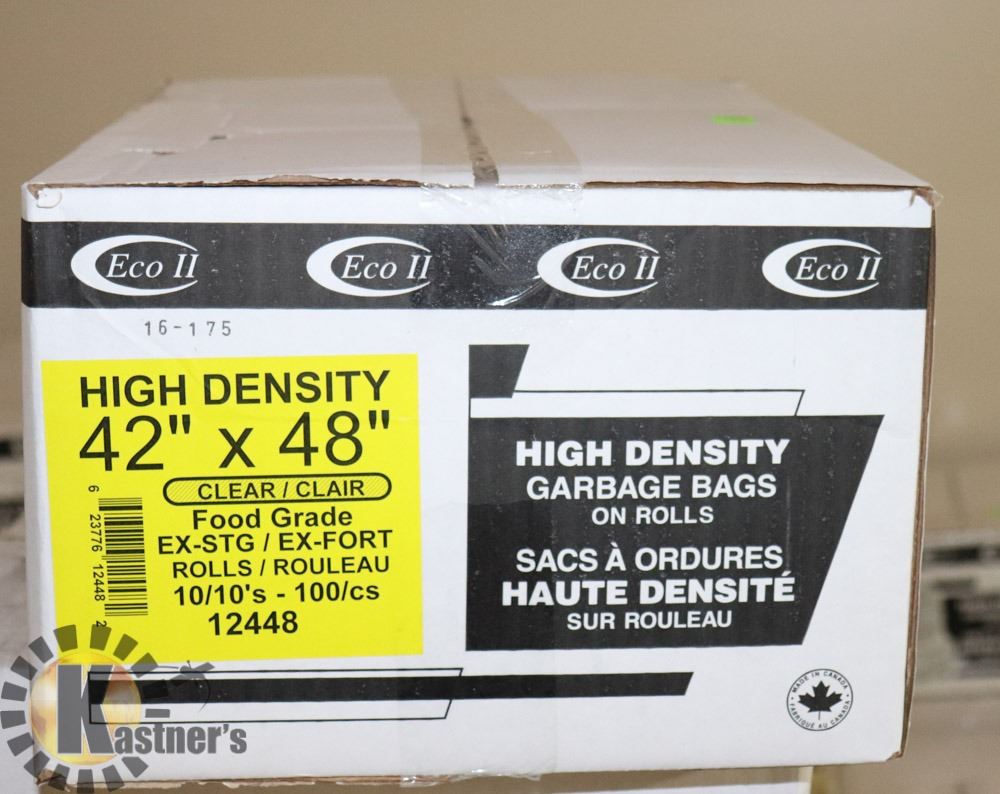 Eco II Eco II Eco II Eco II
16-175
HIGH DENSITY
42" x 48"
CLEAR / CLAIR
Food Grade
EX-STG / EX-FORT
ROLLS / ROULEAU
10/10's - 100/cs
12448
6 23776 12448 2
HIGH DENSITY
GARBAGE BAGS
ON ROLLS
SACS À ORDURES
HAUTE DENSITÉ
SUR ROULEAU
MADE IN CANADA
FABRIQUÉ AU CANADA
Kastner's